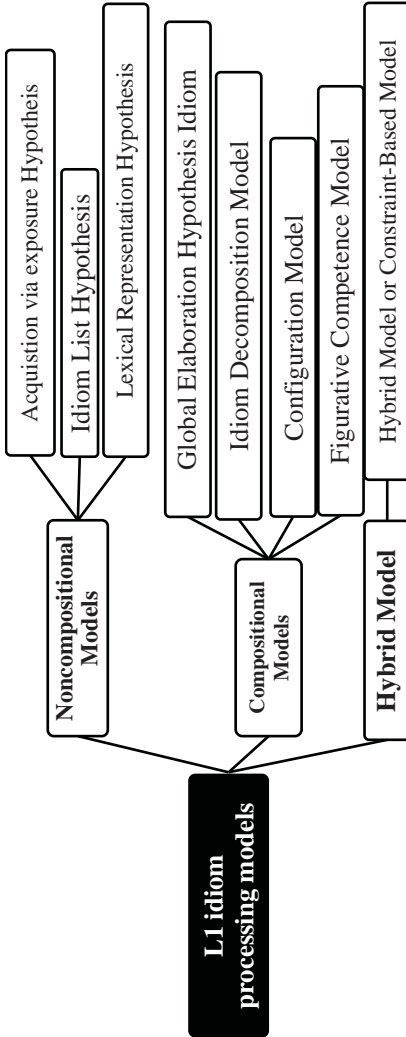 L1 idiom
processing models
Noncompositional
Models
Acquistion via exposure Hypotheis
Idiom List Hypothesis
Lexical Representation Hypothesis
Compositional
Models
Global Elaboration Hypothesis Idiom
Idiom Decomposition Model
Configuration Model
Figurative Competence Model
Hybrid Model
Hybrid Model or Constraint-Based Model